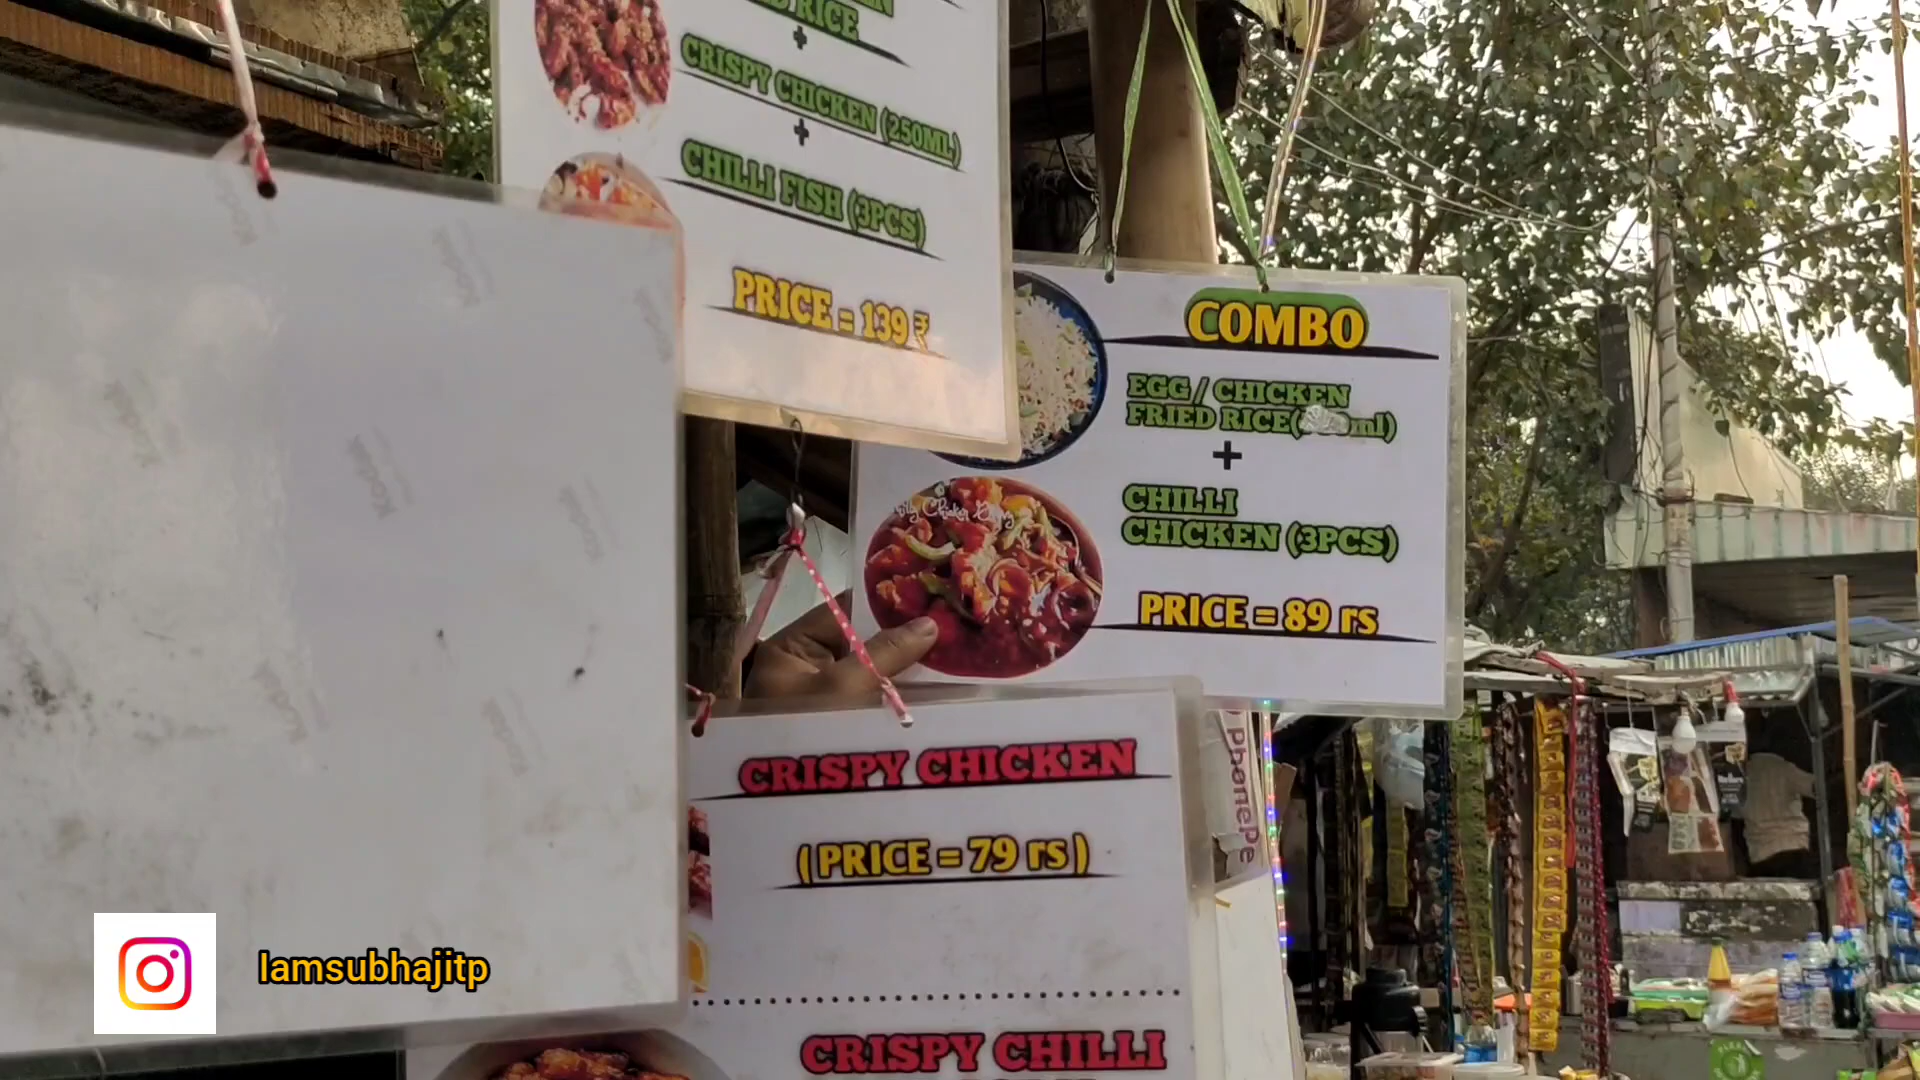 RICE
+
CRISPY CHICKEN (250ML)
+
CHILLI FISH (3PCS)
PRICE = 139 ₹
COMBO
EGG / CHICKEN
FRIED RICE( ml)
+
CHILLI
CHICKEN (3PCS)
PRICE = 89 rs
CRISPY CHICKEN
(PRICE = 79 rs)
CRISPY CHILLI
PhonePe
Iamsubhajitp